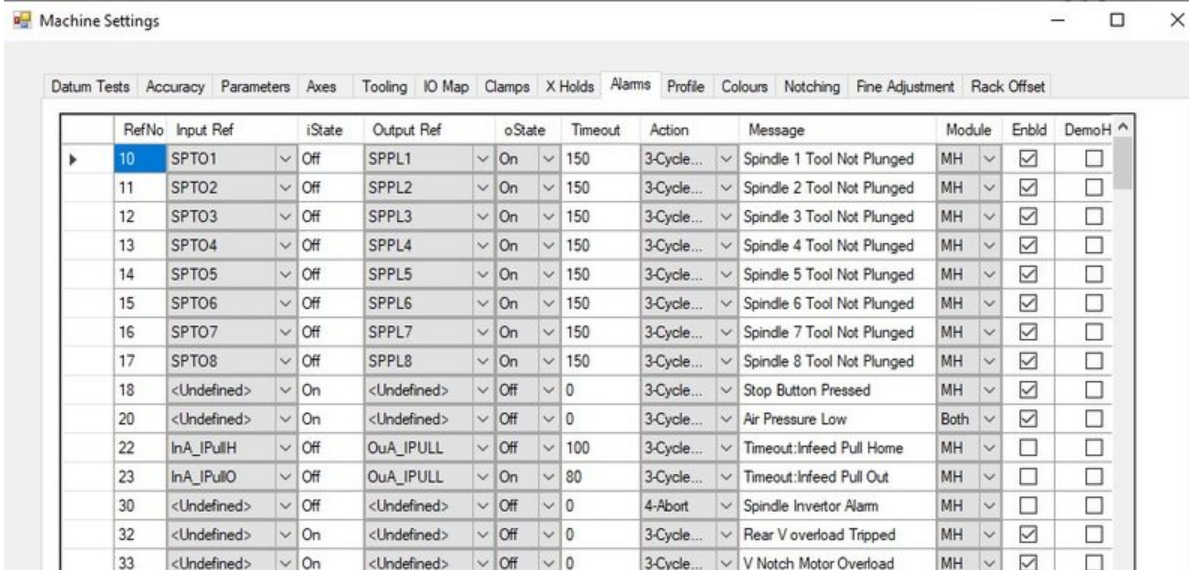 Machine Settings
Datum Tests Accuracy Parameters Axes Tooling IO Map Clamps X Holds Alarms Profile Colours Notching Fine Adjustment Rack Offset
RefNo Input Ref iState Output Ref oState Timeout Action Message Module Enbld DemoH
10 SPTO1 Off SPPL1 On 150 3-Cycle... Spindle 1 Tool Not Plunged MH
11 SPTO2 Off SPPL2 On 150 3-Cycle... Spindle 2 Tool Not Plunged MH
12 SPTO3 Off SPPL3 On 150 3-Cycle... Spindle 3 Tool Not Plunged MH
13 SPTO4 Off SPPL4 On 150 3-Cycle... Spindle 4 Tool Not Plunged MH
14 SPTO5 Off SPPL5 On 150 3-Cycle... Spindle 5 Tool Not Plunged MH
15 SPTO6 Off SPPL6 On 150 3-Cycle... Spindle 6 Tool Not Plunged MH
16 SPTO7 Off SPPL7 On 150 3-Cycle... Spindle 7 Tool Not Plunged MH
17 SPTO8 Off SPPL8 On 150 3-Cycle... Spindle 8 Tool Not Plunged MH
18 <Undefined> On <Undefined> Off 0 3-Cycle... Stop Button Pressed MH
20 <Undefined> On <Undefined> Off 0 3-Cycle... Air Pressure Low Both
22 InA_IPullH Off OuA_IPULL Off 100 3-Cycle... Timeout:Infeed Pull Home MH
23 InA_IPullO Off OuA_IPULL On 80 3-Cycle... Timeout:Infeed Pull Out MH
30 <Undefined> Off <Undefined> Off 0 4-Abort Spindle Invertor Alarm MH
32 <Undefined> On <Undefined> Off 0 3-Cycle... Rear V overload Tripped MH
33 <Undefined> On <Undefined> Off 0 3-Cycle... V Notch Motor Overload MH